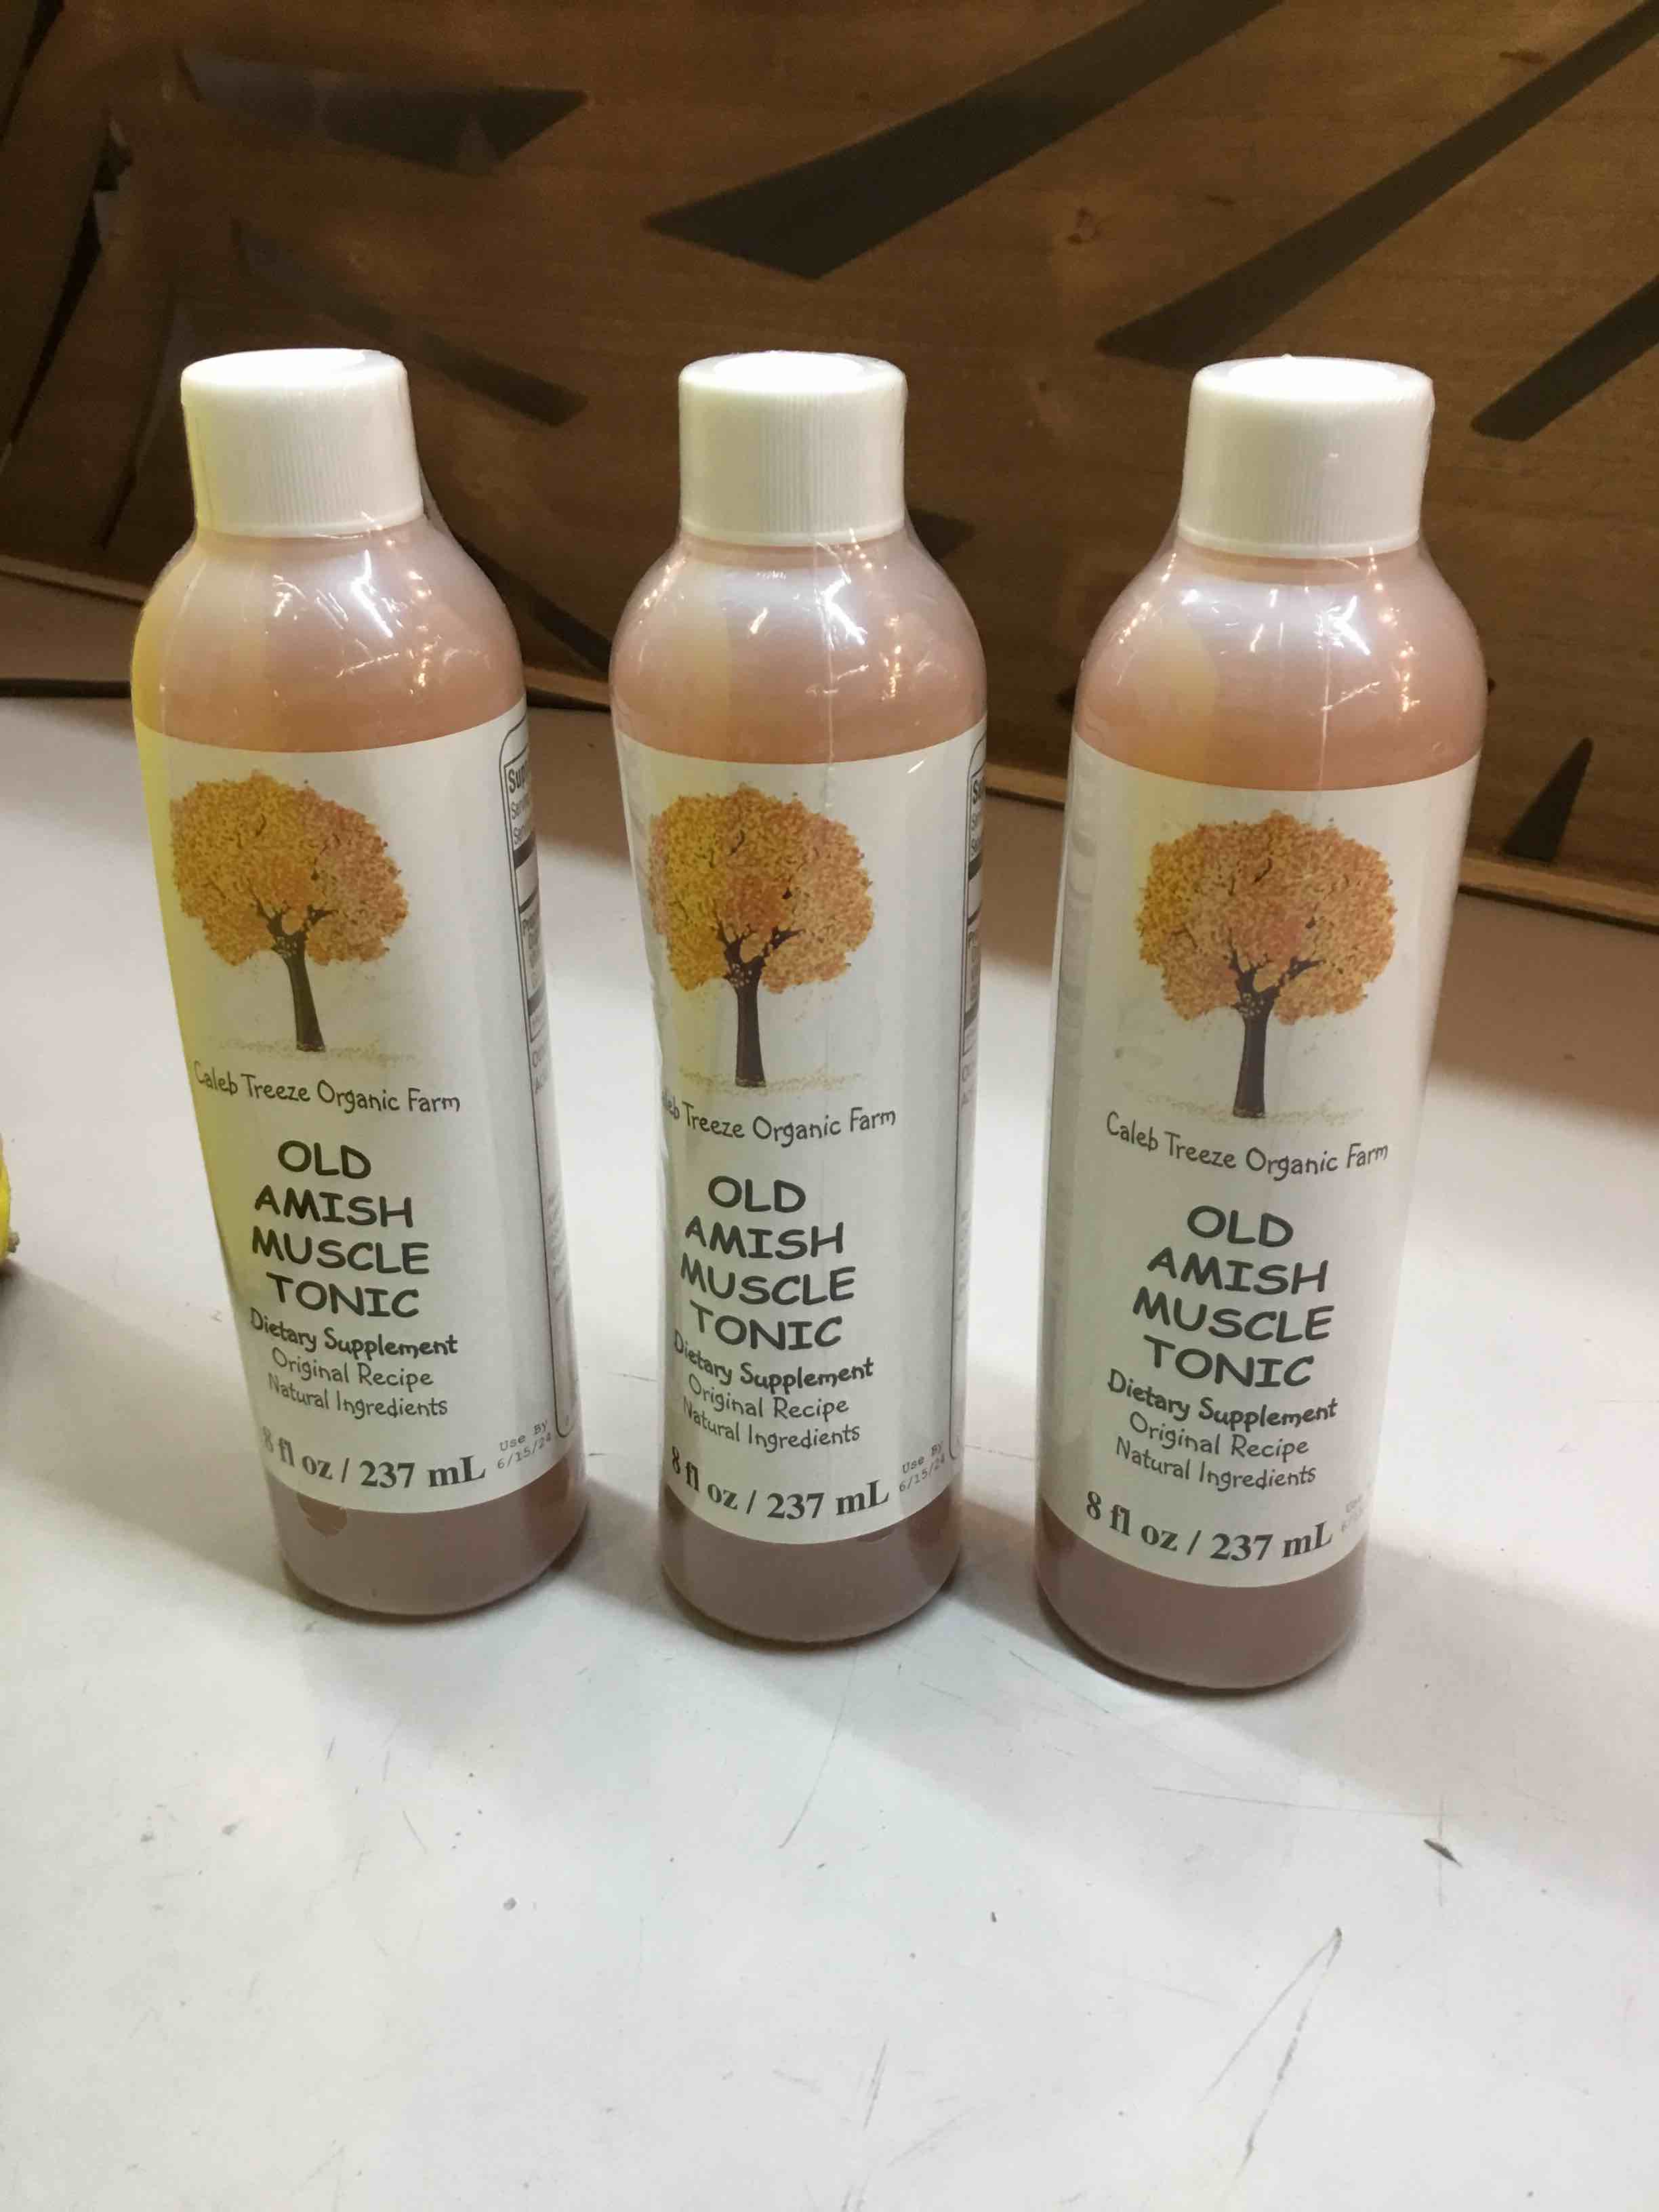 Caleb Treeze Organic Farm
OLD
AMISH
MUSCLE
TONIC
Dietary Supplement
Original Recipe
Natural Ingredients
8 fl oz / 237 mL
Use By
6/15/24
Treeze Organic Farm
OLD
AMISH
MUSCLE
TONIC
Dietary Supplement
Original Recipe
Natural Ingredients
8 fl oz / 237 mL
Use By
6/15/24
Caleb Treeze Organic Farm
OLD
AMISH
MUSCLE
TONIC
Dietary Supplement
Original Recipe
Natural Ingredients
8 fl oz / 237 mL